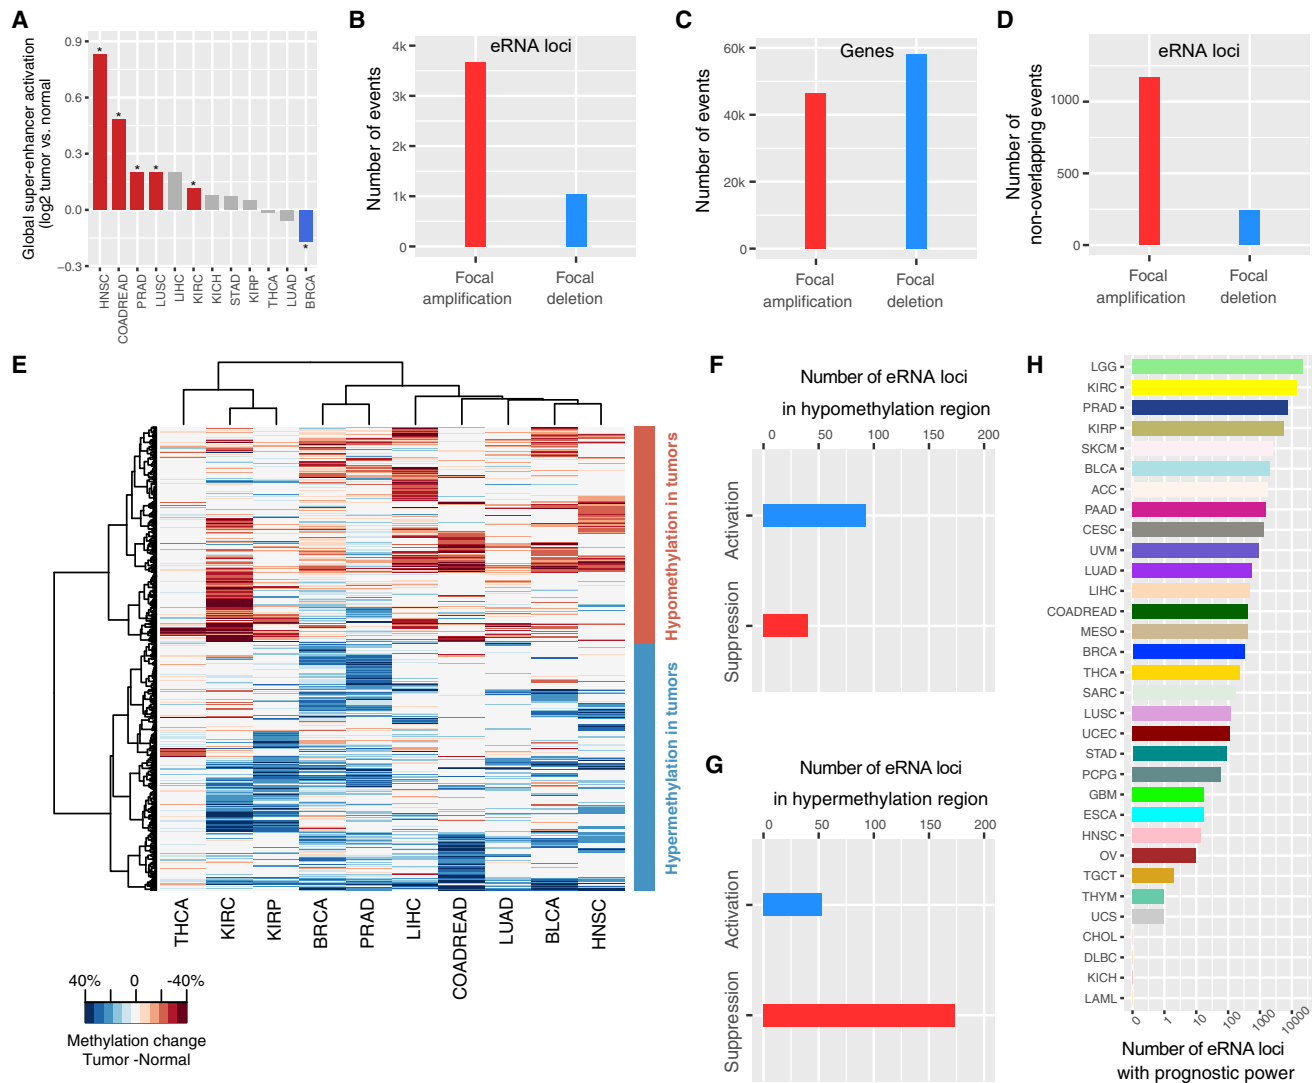 A
Global super-enhancer activation
(log2 tumor vs. normal
0.9
0.6
0.3
0.0
−0.3
*
*
*
*
*
*
HNSC
COADREAD
PRAD
LUSC
LIHC
KIRC
KICH
STAD
KIRP
THCA
LUAD
BRCA
B
eRNA loci
Number of events
4k
3k
2k
1k
0
Focal
amplification
Focal
deletion
C
Genes
Number of events
60k
40k
20k
0
Focal
amplification
Focal
deletion
D
eRNA loci
Number of
non-overlapping events
1000
500
0
Focal
amplification
Focal
deletion
E
Hypomethylation in tumors
Hypermethylation in tumors
THCA
KIRC
KIRP
BRCA
PRAD
LIHC
COADREAD
LUAD
BLCA
HNSC
40% 0 -40%
Methylation change
Tumor -Normal
F
Number of eRNA loci
in hypomethylation region
0 50 100 150 200
Activation
Suppression
G
Number of eRNA loci
in hypermethylation region
0 50 100 150 200
Activation
Suppression
H
LGG
KIRC
PRAD
KIRP
SKCM
BLCA
ACC
PAAD
CESC
UVM
LUAD
LIHC
COADREAD
MESO
BRCA
THCA
SARC
LUSC
UCEC
STAD
PCPG
GBM
ESCA
HNSC
OV
TGCT
THYM
UCS
CHOL
DLBC
KICH
LAML
0 1 10 100 1000 10000
Number of eRNA loci
with prognostic power